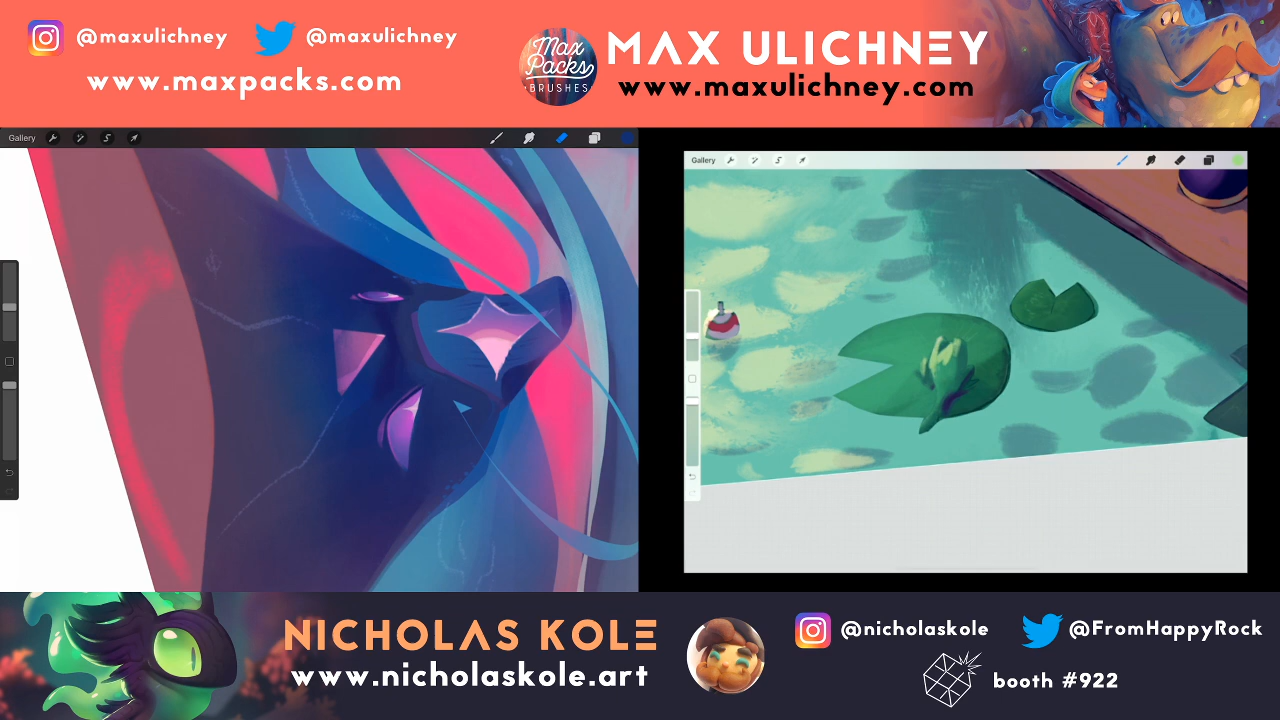 @maxulichney
@maxulichney
www.maxpacks.com
Max
Packs
BRUSHES
MAX ULICHNEY
www.maxulichney.com
Gallery
Gallery
NICHOLAS KOLE
www.nicholaskole.art
@nicholaskole
@FromHappyRock
booth #922